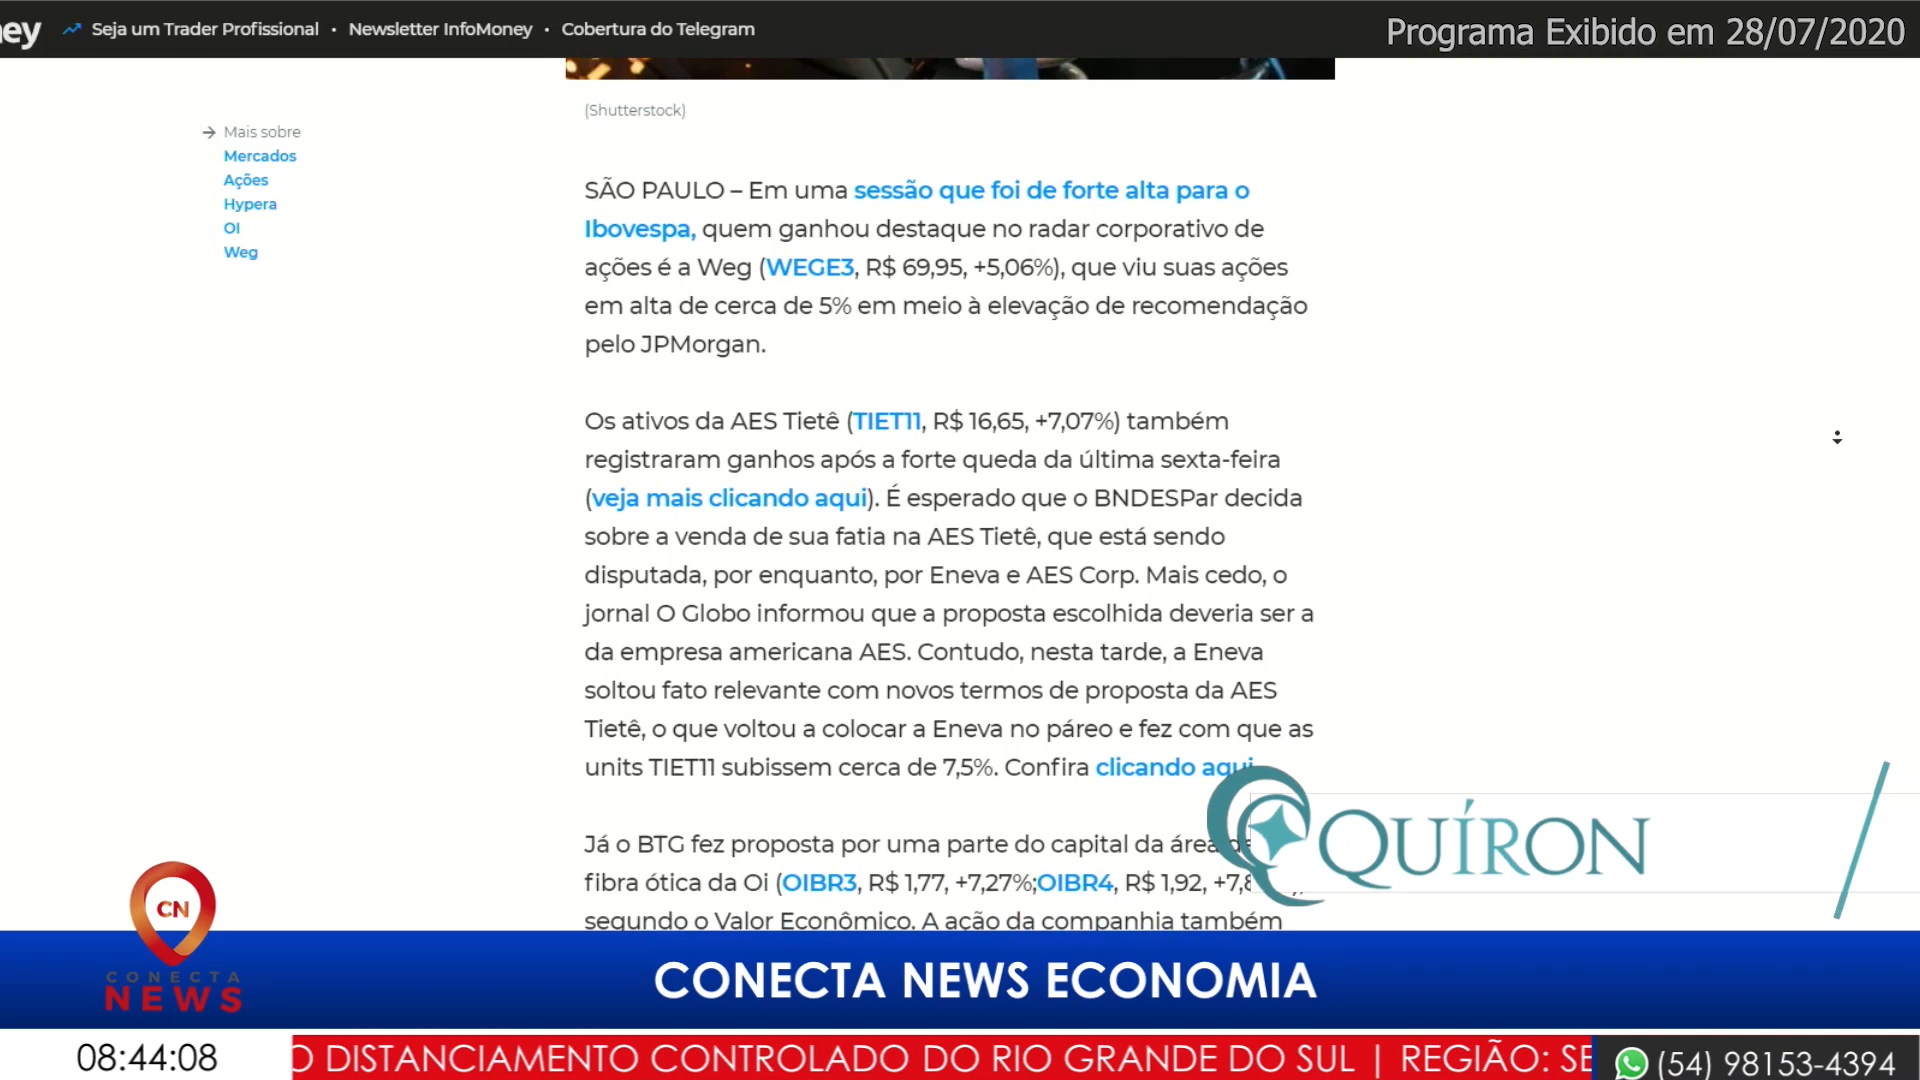 ney Seja um Trader Profissional • Newsletter InfoMoney • Cobertura do Telegram
Programa Exibido em 28/07/2020
(Shutterstock)
→ Mais sobre
Mercados
Ações
Hypera
OI
Weg
SÃO PAULO – Em uma sessão que foi de forte alta para o
Ibovespa, quem ganhou destaque no radar corporativo de
ações é a Weg (WEGE3, R$ 69,95, +5,06%), que viu suas ações
em alta de cerca de 5% em meio à elevação de recomendação
pelo JPMorgan.
Os ativos da AES Tietê (TIET11, R$ 16,65, +7,07%) também
registraram ganhos após a forte queda da última sexta-feira
(veja mais clicando aqui). É esperado que o BNDESPar decida
sobre a venda de sua fatia na AES Tietê, que está sendo
disputada, por enquanto, por Eneva e AES Corp. Mais cedo, o
jornal O Globo informou que a proposta escolhida deveria ser a
da empresa americana AES. Contudo, nesta tarde, a Eneva
soltou fato relevante com novos termos de proposta da AES
Tietê, o que voltou a colocar a Eneva no páreo e fez com que as
units TIET11 subissem cerca de 7,5%. Confira clicando aqui
Já o BTG fez proposta por uma parte do capital da área
fibra ótica da Oi (OIBR3, R$ 1,77, +7,27%;OIBR4, R$ 1,92,
segundo o Valor Econômico. A ação da companhia também
QUÍRON
CN
CONECTA
NEWS
CONECTA NEWS ECONOMIA
08:44:08
O DISTANCIAMENTO CONTROLADO DO RIO GRANDE DO SUL | REGIÃO: SE
(54) 98153-4394